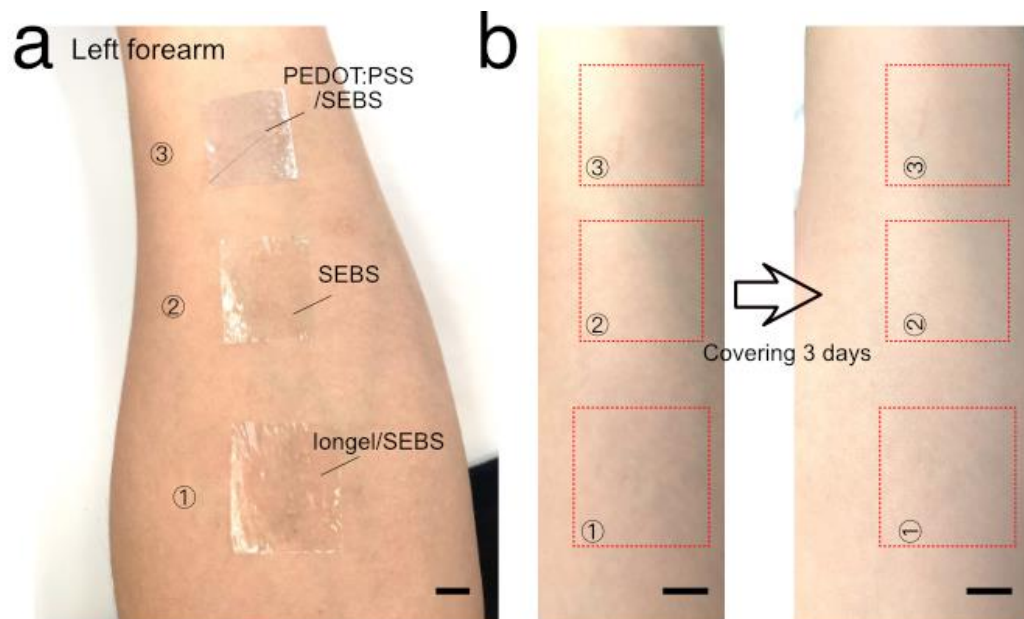 a Left forearm
PEDOT:PSS
/SEBS
③
SEBS
②
Iongel/SEBS
①
b
③
②
①
Covering 3 days
③
②
①